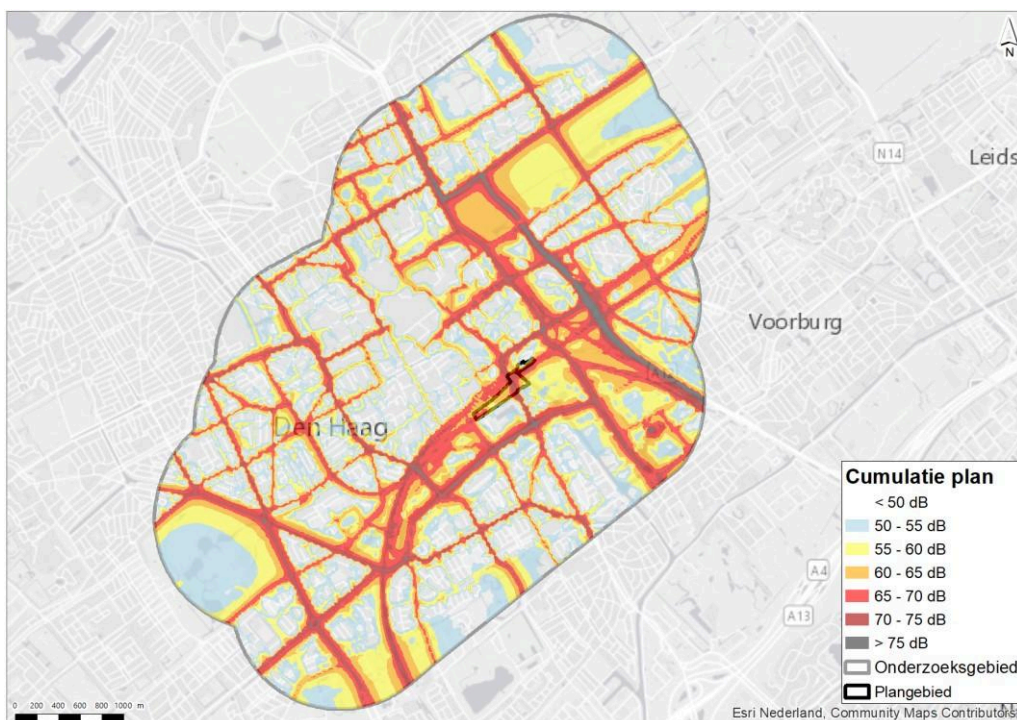 N
N14
Leids
Voorburg
Den Haag
A12
A4
A13
Cumulatie plan
< 50 dB
50 - 55 dB
55 - 60 dB
60 - 65 dB
65 - 70 dB
70 - 75 dB
> 75 dB
Onderzoeksgebied
Plangebied
0 200 400 600 800 1000 m
Esri Nederland, Community Maps Contributors